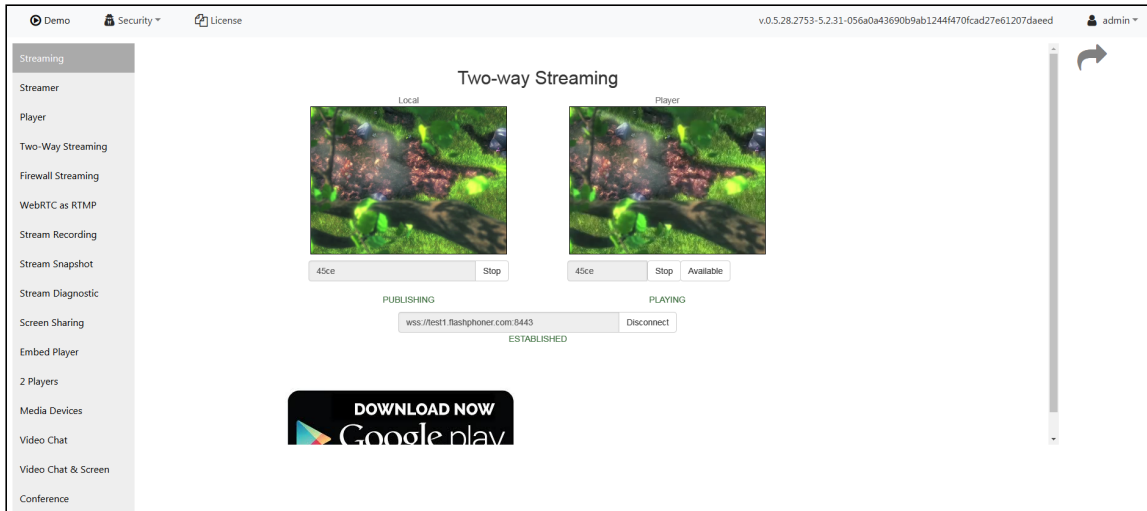 Demo
Security
License
v.0.5.28.2753-5.2.31-056a0a43690b9ab1244f470fcad27e61207daeed
admin
Streaming
Streamer
Player
Two-Way Streaming
Firewall Streaming
WebRTC as RTMP
Stream Recording
Stream Snapshot
Stream Diagnostic
Screen Sharing
Embed Player
2 Players
Media Devices
Video Chat
Video Chat & Screen
Conference
Two-way Streaming
Local
Player
45ce
Stop
45ce
Stop
Available
PUBLISHING
PLAYING
wss://test1.flashphoner.com:8443
Disconnect
ESTABLISHED
DOWNLOAD NOW
Google play